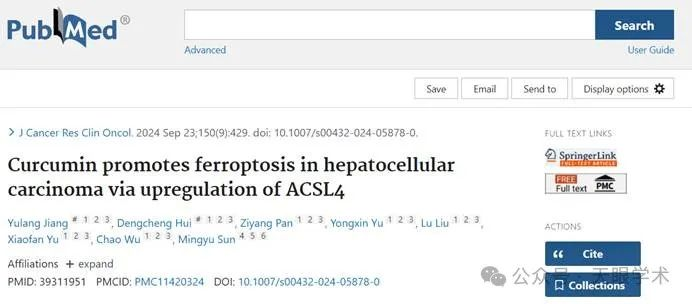 PubMed®
Search
Advanced
User Guide
Save
Email
Send to
Display options
> J Cancer Res Clin Oncol. 2024 Sep 23;150(9):429. doi: 10.1007/s00432-024-05878-0.
Curcumin promotes ferroptosis in hepatocellular
carcinoma via upregulation of ACSL4
Yulang Jiang # 1 2 3, Dengcheng Hui # 1 2 3, Ziyang Pan 1 2 3, Yongxin Yu 1 2 3, Lu Liu 1 2 3,
Xiaofan Yu 1 2 3, Chao Wu 1 2 3, Mingyu Sun 4 5 6
Affiliations + expand
PMID: 39311951 PMCID: PMC11420324 DOI: 10.1007/s00432-024-05878-0
FULL TEXT LINKS
SpringerLink
FULL-TEXT ARTICLE
FREE
Full text
PMC
ACTIONS
Cite
Collections
公众号 · 天眼学术